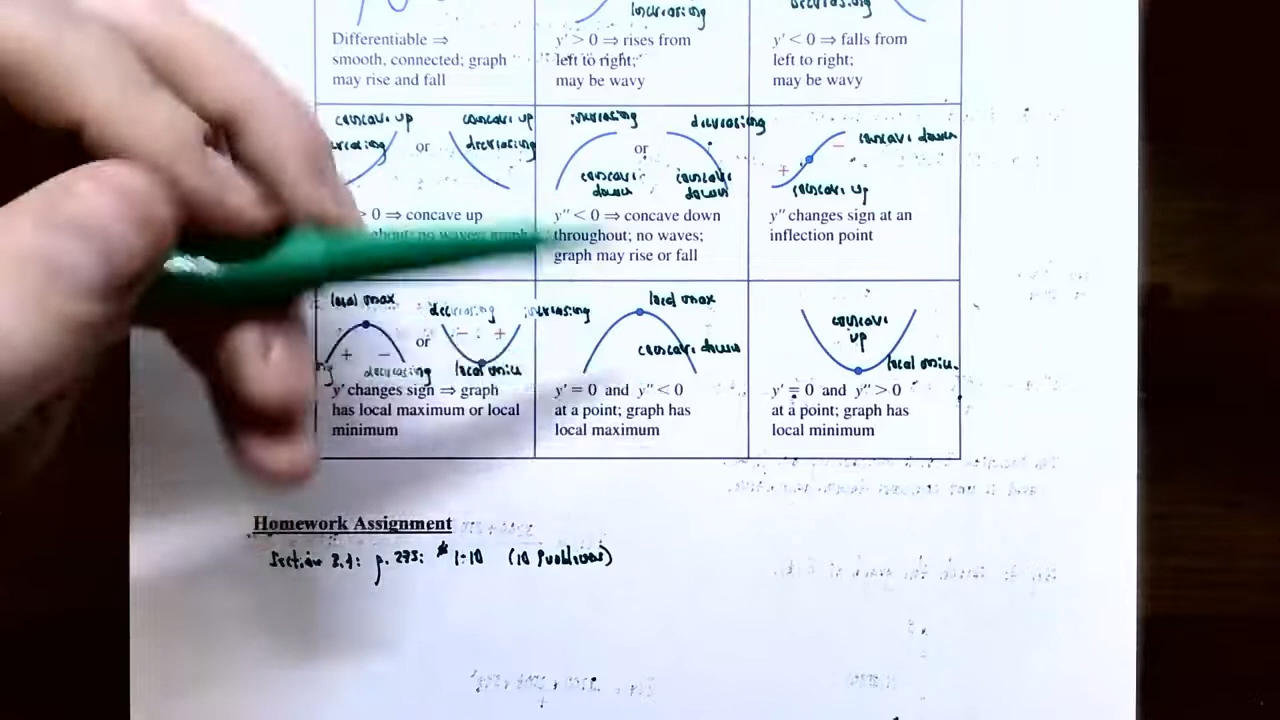 increasing
decreasing
Differentiable ⇒
smooth, connected; graph
may rise and fall
y′ > 0 ⇒ rises from
left to right;
may be wavy
y′ < 0 ⇒ falls from
left to right;
may be wavy
concave up
concave up
or
decreasing
> 0 ⇒ concave up
increasing
decreasing
or
concave
down
concave
down
y″ < 0 ⇒ concave down
throughout; no waves;
graph may rise or fall
concave down
+
−
concave up
y″ changes sign at an
inflection point
local max
decreasing
increasing
or
+
−
−
+
decreasing
local min
y′ changes sign ⇒ graph
has local maximum or local
minimum
local max
concave down
y′ = 0 and y″ < 0
at a point; graph has
local maximum
concave
up
local min.
y′ = 0 and y″ > 0
at a point; graph has
local minimum
Homework Assignment
p. 273: # 1-10 (10 Problems)